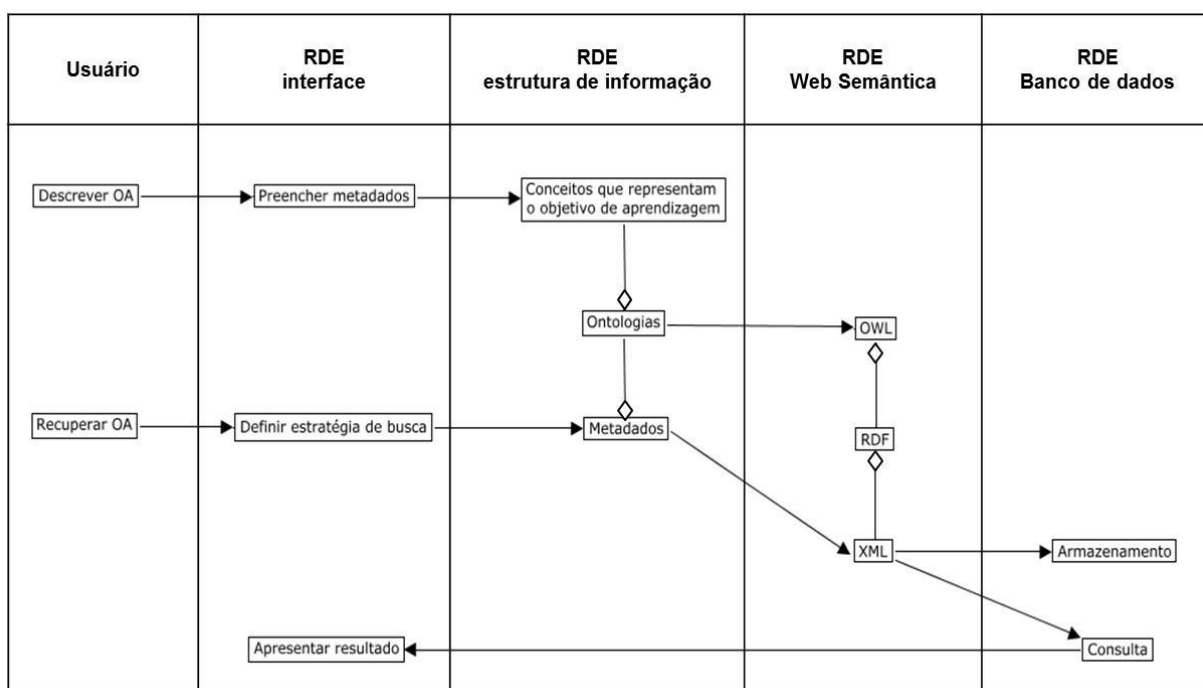 Usuário
RDE
interface
RDE
estrutura de informação
RDE
Web Semântica
RDE
Banco de dados
Descrever OA
Preencher metadados
Conceitos que representam
o objetivo de aprendizagem
Ontologias
OWL
Recuperar OA
Definir estratégia de busca
Metadados
RDF
XML
Armazenamento
Apresentar resultado
Consulta